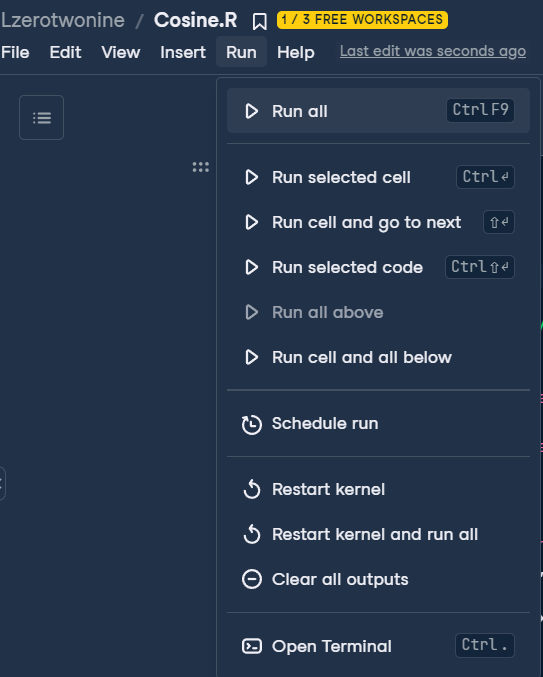 Lzerotwonine / Cosine.R 1 / 3 FREE WORKSPACES
File Edit View Insert Run Help Last edit was seconds ago
Run all Ctrl F9
Run selected cell Ctrl ↲
Run cell and go to next ⇧ ↲
Run selected code Ctrl ⇧ ↲
Run all above
Run cell and all below
Schedule run
Restart kernel
Restart kernel and run all
Clear all outputs
Open Terminal Ctrl .